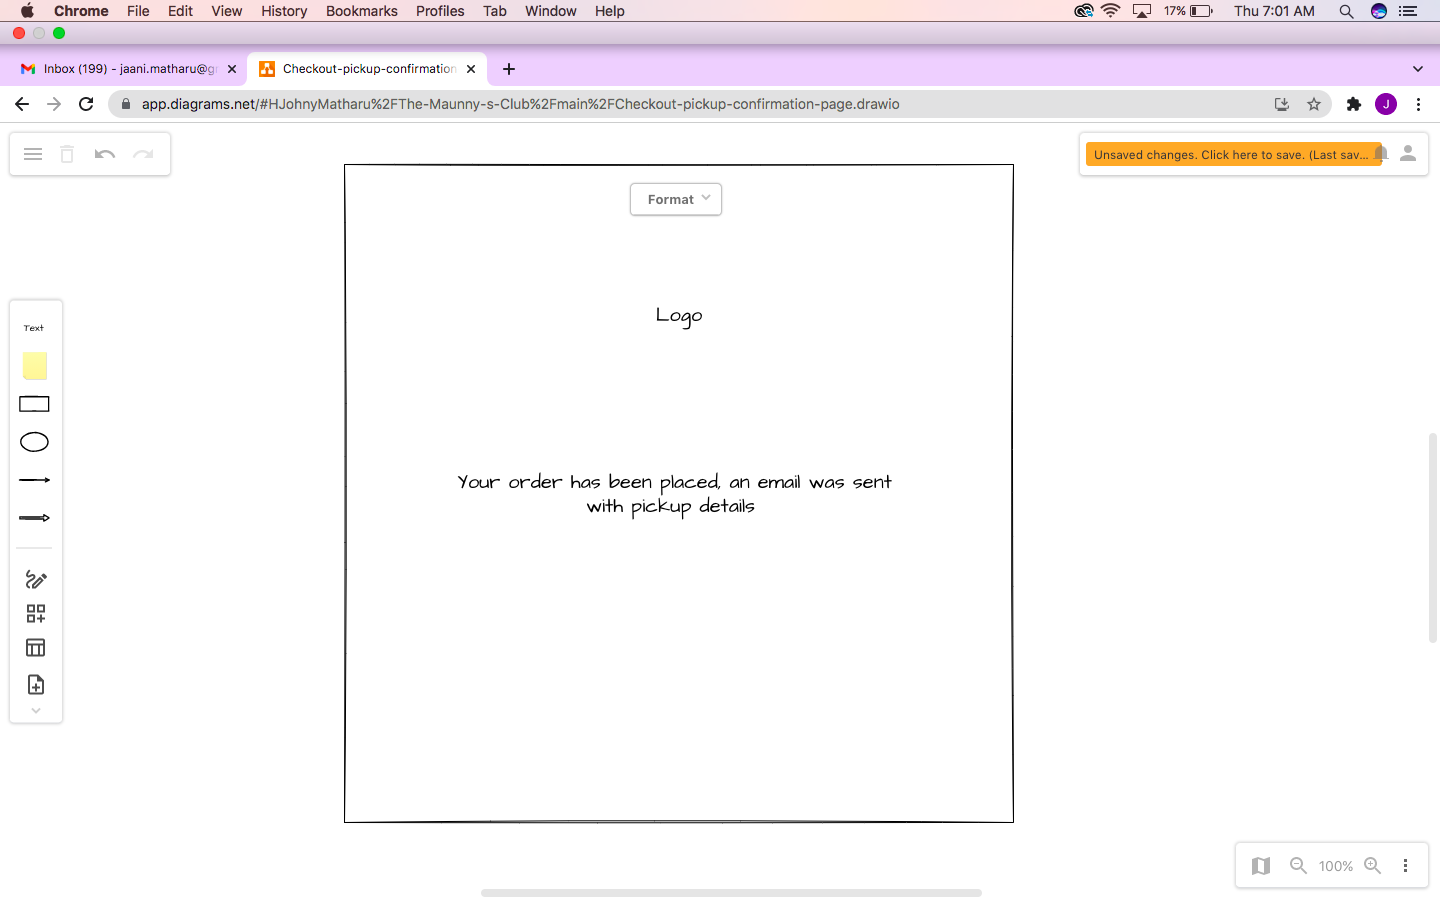 Chrome File Edit View History Bookmarks Profiles Tab Window Help 17% Thu 7:01 AM
Inbox (199) - jaani.matharu@gr Checkout-pickup-confirmation
app.diagrams.net/#HJohnyMatharu%2FThe-Maunny-s-Club%2Fmain%2FCheckout-pickup-confirmation-page.drawio J
Unsaved changes. Click here to save. (Last sav...
Format
Logo
Text
Your order has been placed, an email was sent
with pickup details
100%